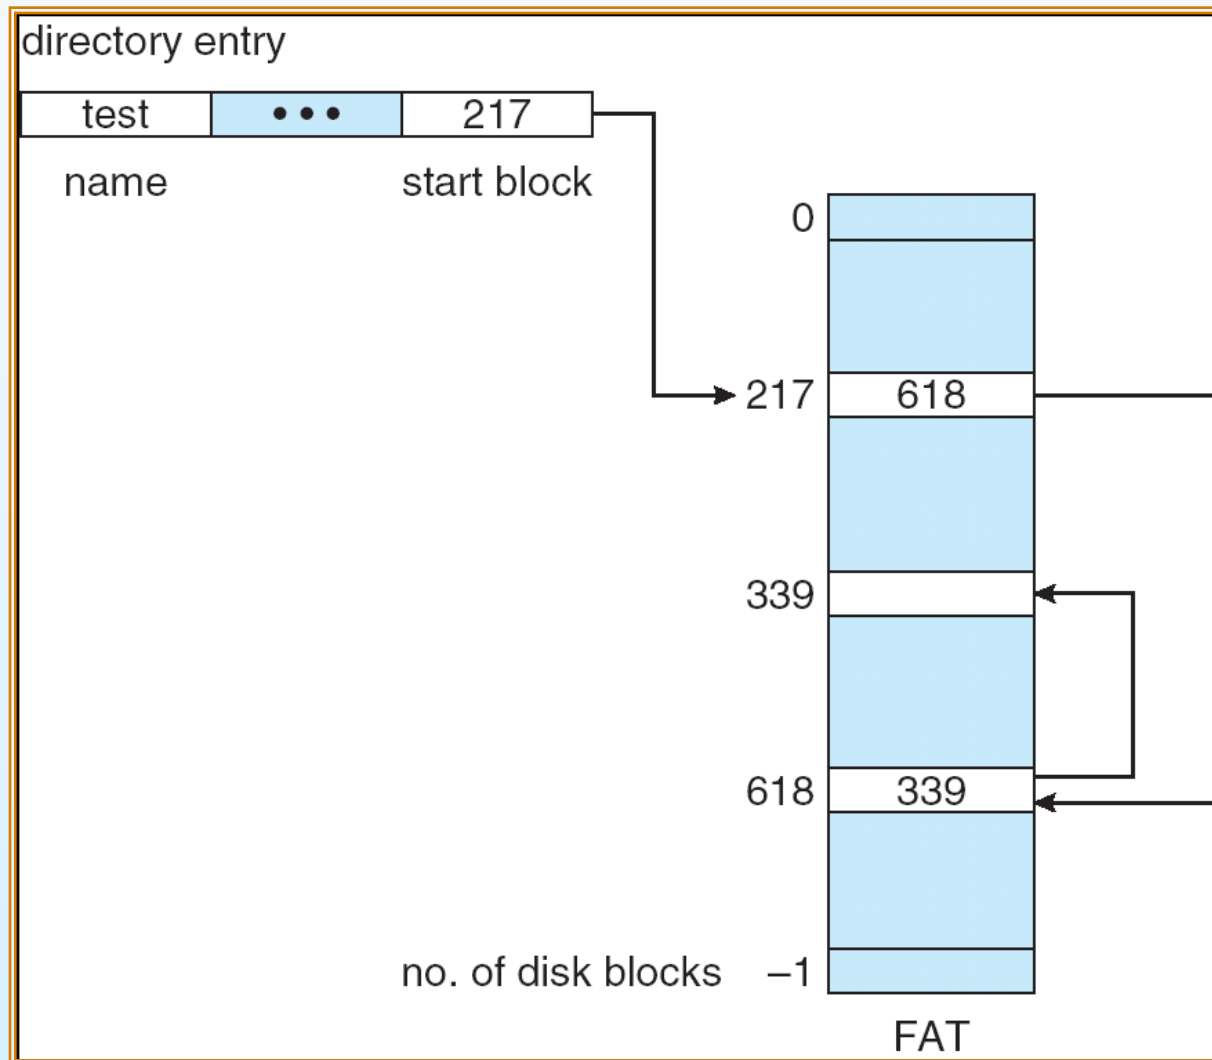 directory entry
test ••• 217
name start block
0
217 618
339
618 339
no. of disk blocks –1
FAT